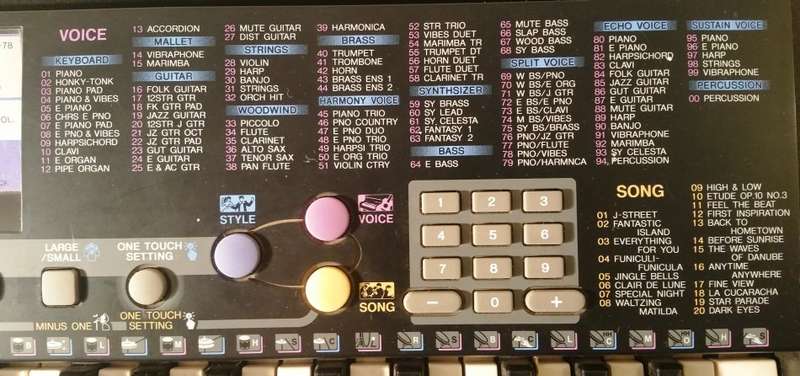 -78
OL.
VOICE
KEYBOARD
01 PIANO
02 HONKY-TONK
03 PIANO PAD
04 PIANO & VIBES
05 E PIANO
06 CHRS E PNO
07 E PIANO PAD
08 E PNO & VIBES
09 HARPSICHORD
10 CLAVI
11 E ORGAN
12 PIPE ORGAN
13 ACCORDION
MALLET
14 VIBRAPHONE
15 MARIMBA
GUITAR
16 FOLK GUITAR
17 12STR GTR
18 FK GTR PAD
19 JAZZ GUITAR
20 12STR J GTR
21 JZ GTR OCT
22 JZ GTR PAD
23 GUT GUITAR
24 E GUITAR
25 E & AC GTR
26 MUTE GUITAR
27 DIST GUITAR
STRINGS
28 VIOLIN
29 HARP
30 BANJO
31 STRINGS
32 ORCH HIT
WOODWIND
33 PICCOLO
34 FLUTE
35 CLARINET
36 ALTO SAX
37 TENOR SAX
38 PAN FLUTE
39 HARMONICA
BRASS
40 TRUMPET
41 TROMBONE
42 HORN
43 BRASS ENS 1
44 BRASS ENS 2
HARMONY VOICE
45 PIANO TRIO
46 PNO COUNTRY
47 E PNO DUO
48 E PNO TRIO
49 HARPSI TRIO
50 E ORG TRIO
51 VIOLIN CTRY
52 STR TRIO
53 VIBES DUET
54 MARIMBA TR
55 TRUMPET DT
56 HORN DUET
57 FLUTE DUET
58 CLARINET TR
SYNTHSIZER
59 SY BRASS
60 SY LEAD
61 SY CELESTA
62 FANTASY 1
63 FANTASY 2
BASS
64 E BASS
65 MUTE BASS
66 SLAP BASS
67 WOOD BASS
68 SY BASS
SPLIT VOICE
69 W BS/PNO
70 W BS/E ORG
71 W BS/J GTR
72 E BS/E PNO
73 E BS/CLAVI
74 M BS/VIBES
75 SY BS/BRASS
76 PNO/JZ GTR
77 PNO/FLUTE
78 PNO/VIBES
79 PNO/HARMNCA
ECHO VOICE
80 PIANO
81 E PIANO
82 HARPSICHORD
83 CLAVI
84 FOLK GUITAR
85 JAZZ GUITAR
86 GUT GUITAR
87 E GUITAR
88 MUTE GUITAR
89 HARP
90 BANJO
91 VIBRAPHONE
92 MARIMBA
93 SY CELESTA
94 PERCUSSION
SUSTAIN VOICE
95 PIANO
96 E PIANO
97 HARP
98 STRINGS
99 VIBRAPHONE
PERCUSSION
00 PERCUSSION
STYLE
VOICE
SONG
LARGE
/SMALL
MINUS ONE
ONE TOUCH
SETTING
ONE TOUCH
SETTING
1 2 3
4 5 6
7 8 9
− 0 +
SONG
01 J-STREET
02 FANTASTIC
ISLAND
03 EVERYTHING
FOR YOU
04 FUNICULI-
FUNICULA
05 JINGLE BELLS
06 CLAIR DE LUNE
07 SPECIAL NIGHT
08 WALTZING
MATILDA
09 HIGH & LOW
10 ETUDE OP.10 NO.3
11 FEEL THE BEAT
12 FIRST INSPIRATION
13 BACK TO
HOMETOWN
14 BEFORE SUNRISE
15 THE WAVES
OF DANUBE
16 ANYTIME
ANYWHERE
17 FINE VIEW
18 LA CUCARACHA
19 STAR PARADE
20 DARK EYES